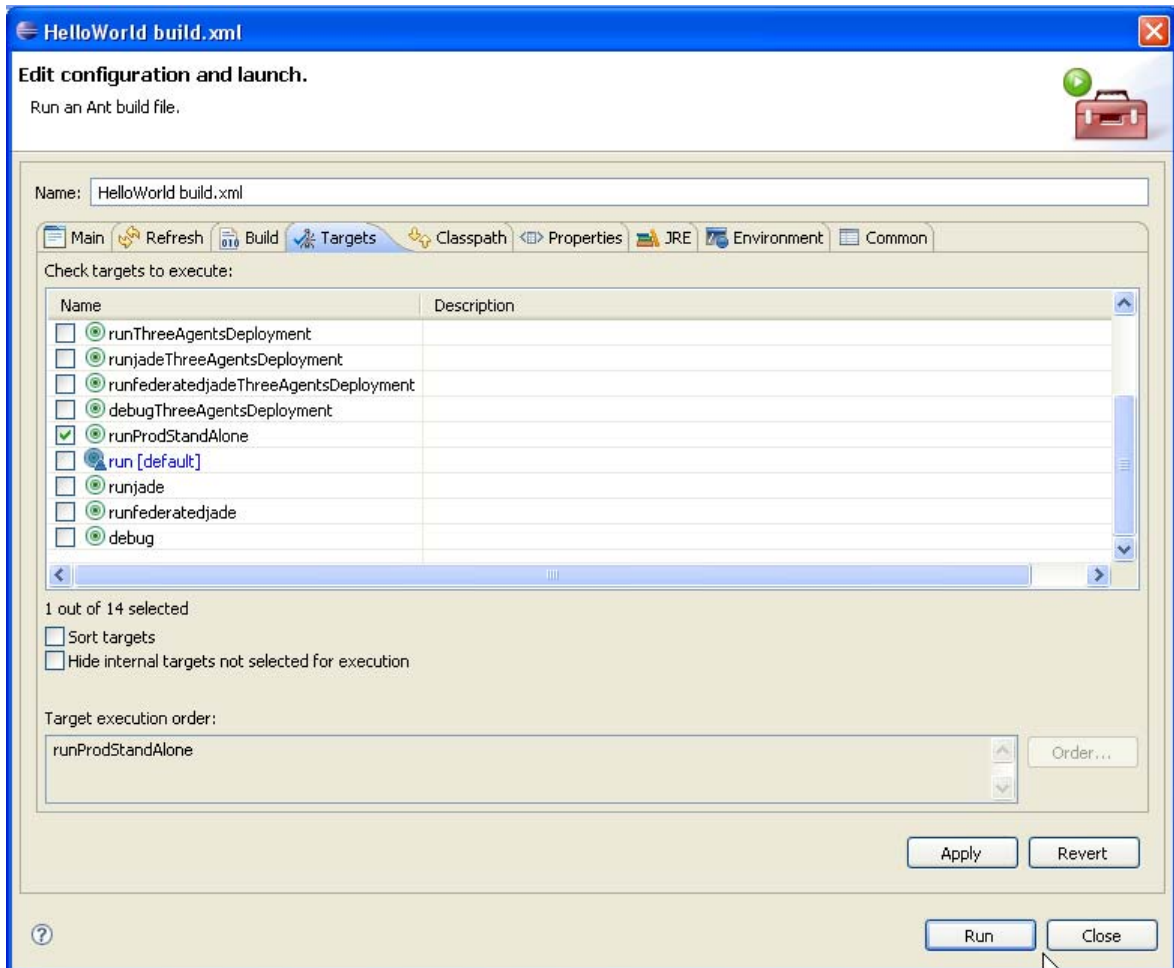 HelloWorld build.xml
Edit configuration and launch.
Run an Ant build file.
Name: HelloWorld build.xml
Main Refresh Build Targets Classpath Properties JRE Environment Common
Check targets to execute:
Name Description
runThreeAgentsDeployment
runjadeThreeAgentsDeployment
runfederatedjadeThreeAgentsDeployment
debugThreeAgentsDeployment
runProdStandAlone
run [default]
runjade
runfederatedjade
debug
1 out of 14 selected
Sort targets
Hide internal targets not selected for execution
Target execution order:
runProdStandAlone
Order...
Apply Revert
? Run Close